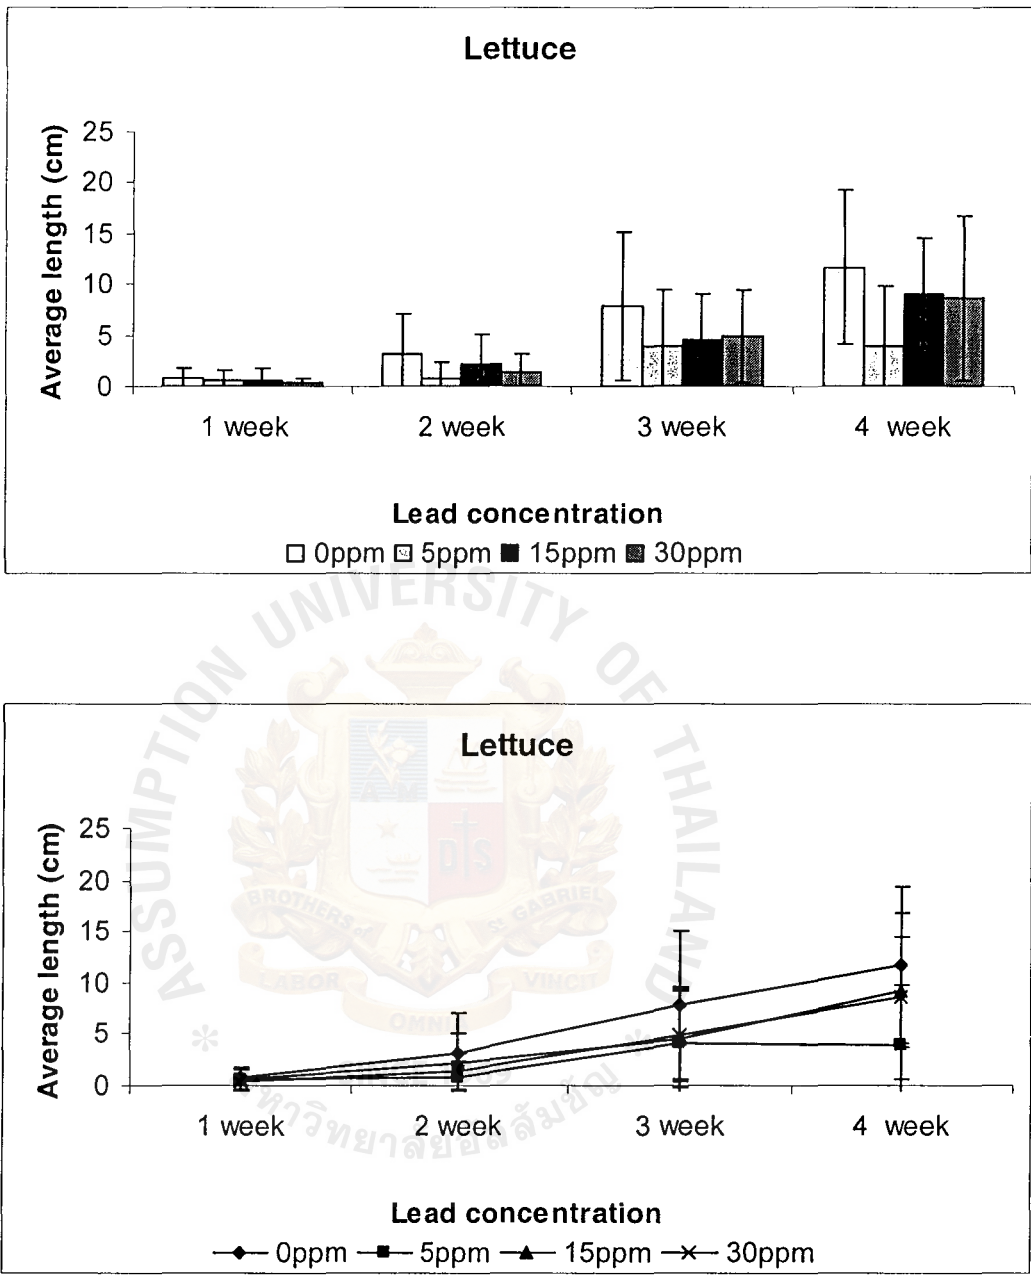 Lettuce
Average length (cm)
25
20
15
10
5
0
1 week 2 week 3 week 4 week
Lead concentration
0ppm 5ppm 15ppm 30ppm
ASSUMPTION UNIVERSITY OF THAILAND
Lettuce
A M
D S
BROTHERS OF ST GABRIEL
LABOR
VINCIT
OMNIA
Average length (cm)
25
20
15
10
5
0
1 week 2 week 3 week 4 week
Lead concentration
0ppm 5ppm 15ppm 30ppm